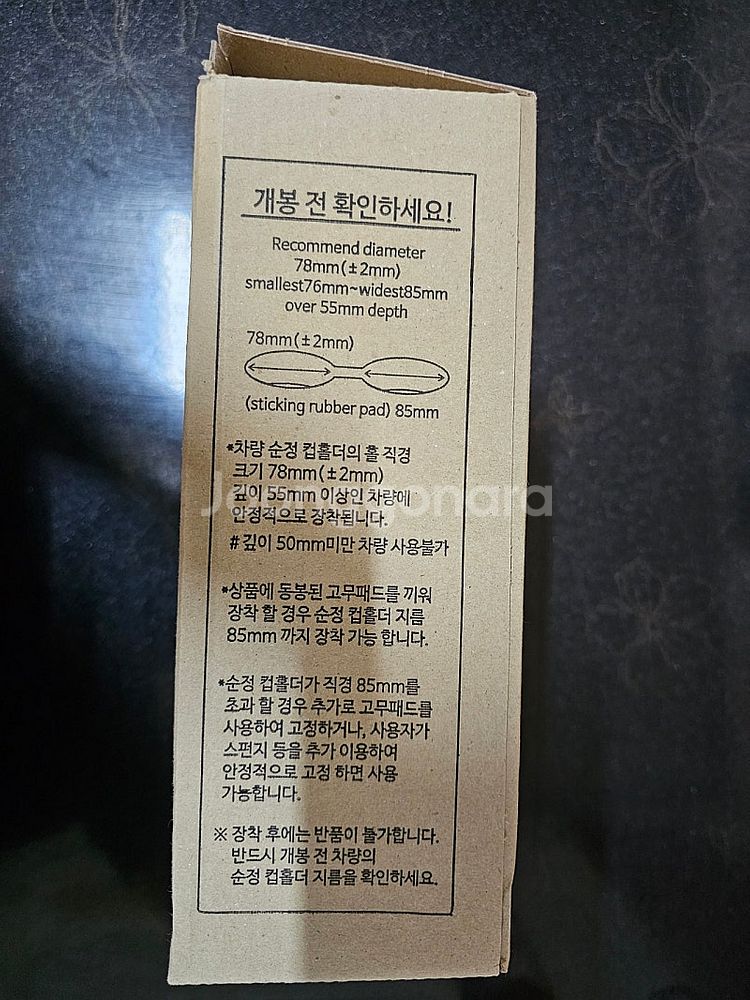 개봉 전 확인하세요!
Recommend diameter
78mm(±2mm)
smallest76mm~widest85mm
over 55mm depth
78mm(±2mm)
(sticking rubber pad) 85mm
*차량 순정 컵홀더의 홀 직경
크기 78mm(±2mm)
깊이 55mm 이상인 차량에
안정적으로 장착됩니다.
#깊이 50mm미만 차량 사용불가
*상품에 동봉된 고무패드를 끼워
장착 할 경우 순정 컵홀더 지름
85mm 까지 장착 가능 합니다.
*순정 컵홀더가 직경 85mm를
초과 할 경우 추가로 고무패드를
사용하여 고정하거나, 사용자가
스펀지 등을 추가 이용하여
안정적으로 고정 하면 사용
가능합니다.
※ 장착 후에는 반품이 불가합니다.
반드시 개봉 전 차량의
순정 컵홀더 지름을 확인하세요.
Joonggonara